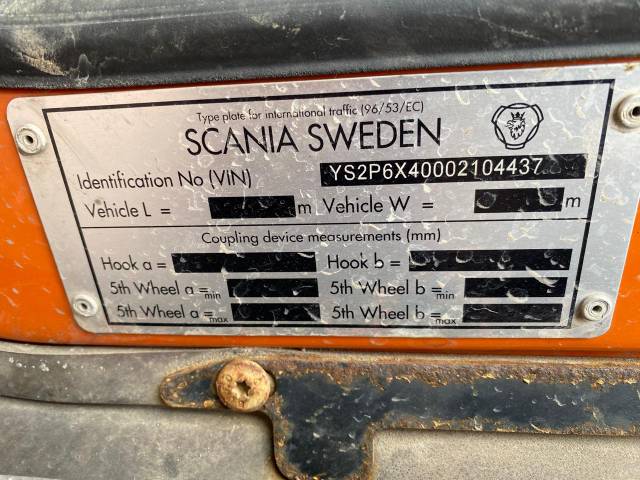 Type plate for international traffic (96/53/EC)
SCANIA SWEDEN
Identification No (VIN) YS2P6X40002104437
Vehicle L = m Vehicle W = m
Coupling device measurements (mm)
Hook a = Hook b =
5th Wheel a = min 5th Wheel b = min
5th Wheel a = max 5th Wheel b = max